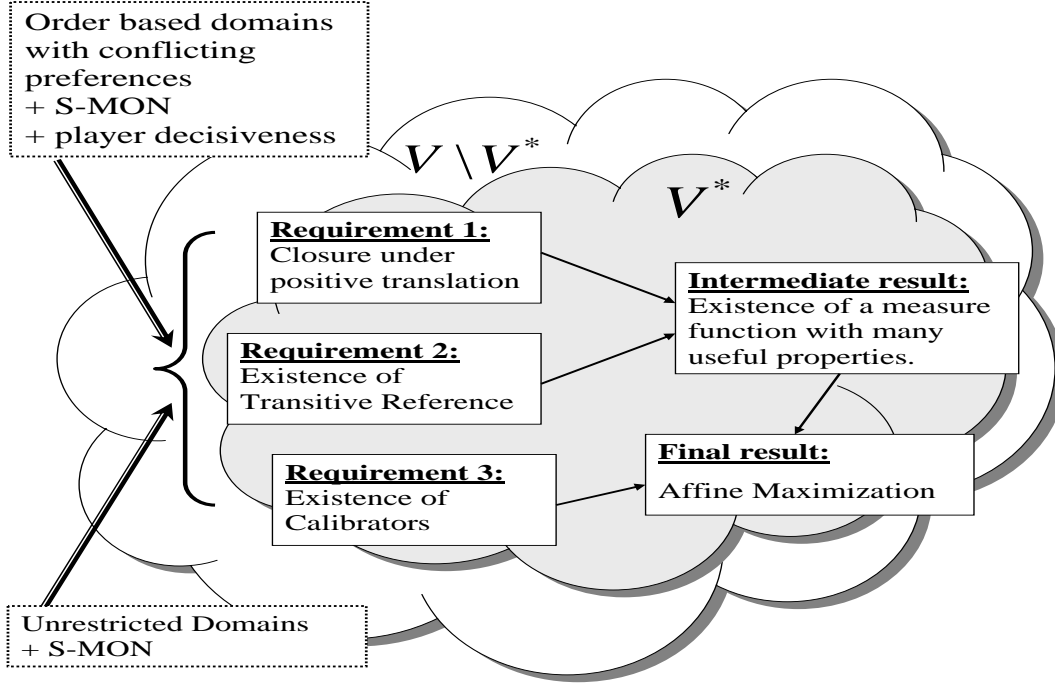 Order based domains
with conflicting
preferences
+ S-MON
+ player decisiveness
V \ V*
V*
Requirement 1:
Closure under
positive translation
Intermediate result:
Existence of a measure
function with many
useful properties.
Requirement 2:
Existence of
Transitive Reference
Final result:
Affine Maximization
Requirement 3:
Existence of
Calibrators
Unrestricted Domains
+ S-MON